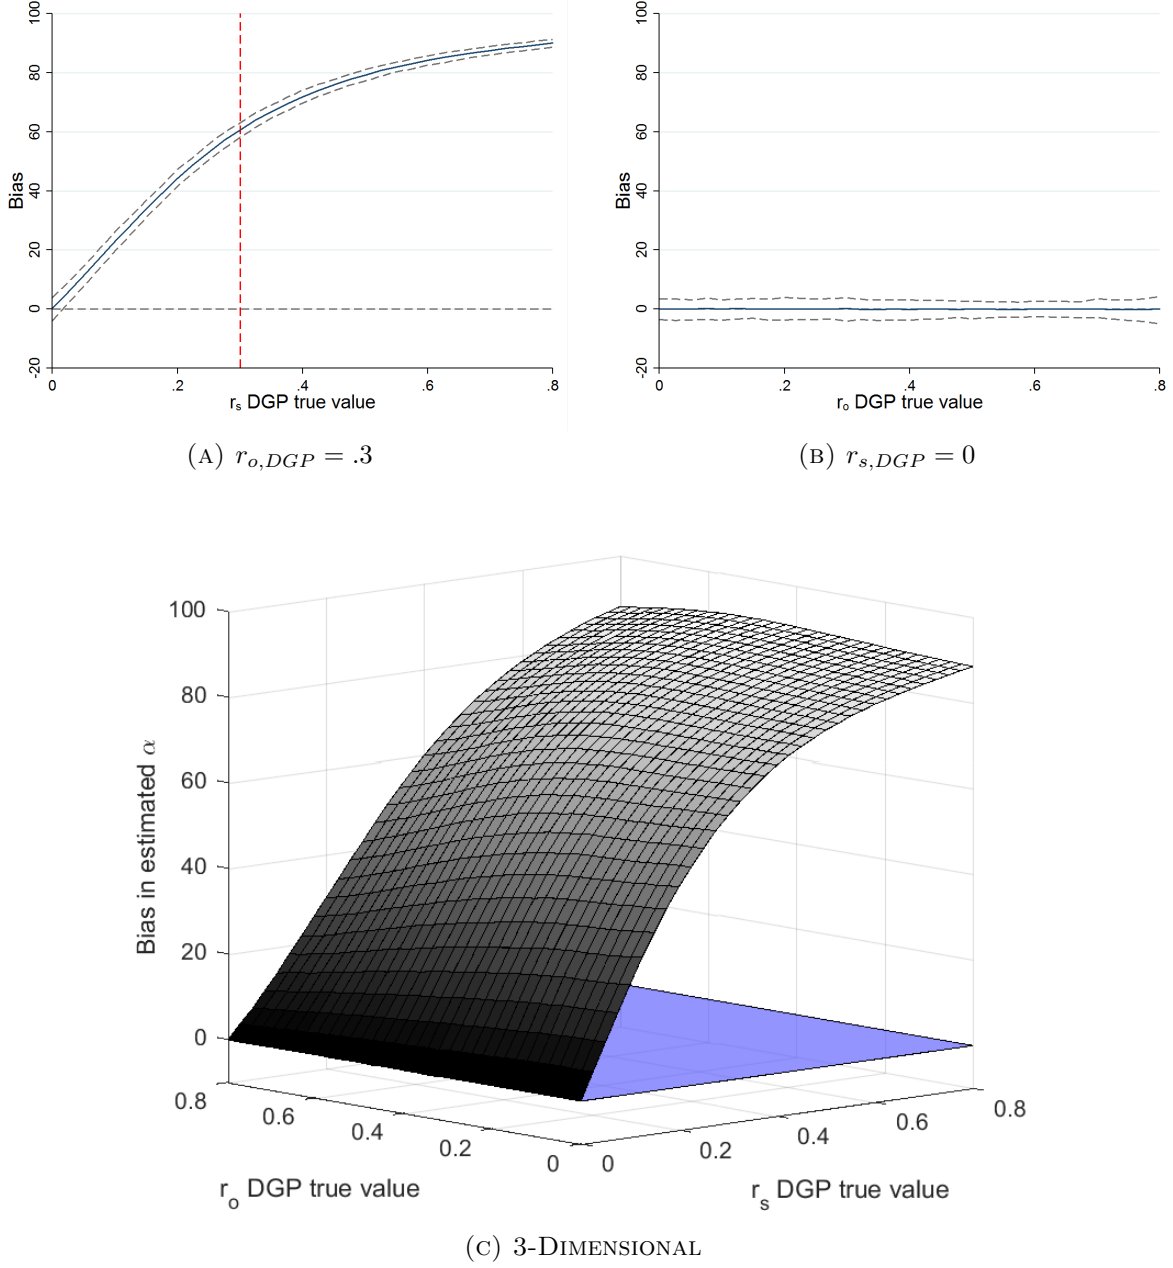 100
80
60
40
20
0
-20
Bias
0 .2 .4 .6 .8
rₛ DGP true value
(A) r_{o,DGP} = .3
100
80
60
40
20
0
-20
Bias
0 .2 .4 .6 .8
rₒ DGP true value
(B) r_{s,DGP} = 0
100
80
60
40
20
0
Bias in estimated α
0.8 0.6 0.4 0.2 0
rₒ DGP true value
0 0.2 0.4 0.6 0.8
rₛ DGP true value
(C) 3-DIMENSIONAL